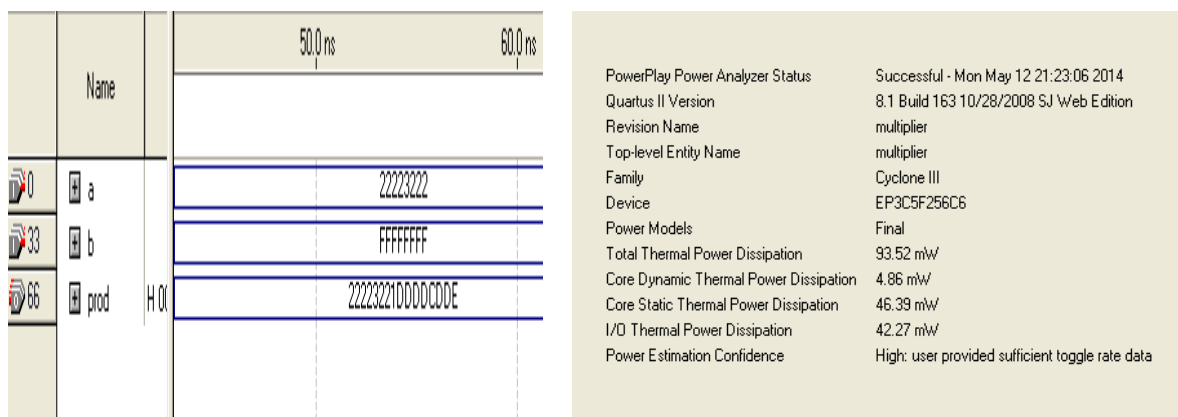 50.0 ns 60.0 ns
Name
0 a 22223222
33 b FFFFFFFF
66 prod H 0( 22223221DDDDCDDE
PowerPlay Power Analyzer Status Successful - Mon May 12 21:23:06 2014
Quartus II Version 8.1 Build 163 10/28/2008 SJ Web Edition
Revision Name multiplier
Top-level Entity Name multiplier
Family Cyclone III
Device EP3C5F256C6
Power Models Final
Total Thermal Power Dissipation 93.52 mW
Core Dynamic Thermal Power Dissipation 4.86 mW
Core Static Thermal Power Dissipation 46.39 mW
I/O Thermal Power Dissipation 42.27 mW
Power Estimation Confidence High: user provided sufficient toggle rate data